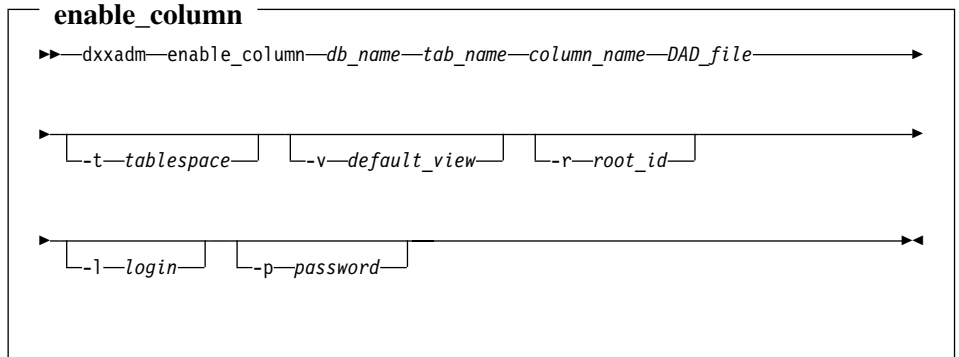 enable_column
dxxadm enable_column db_name tab_name column_name DAD_file
-t tablespace -v default_view -r root_id
-l login -p password